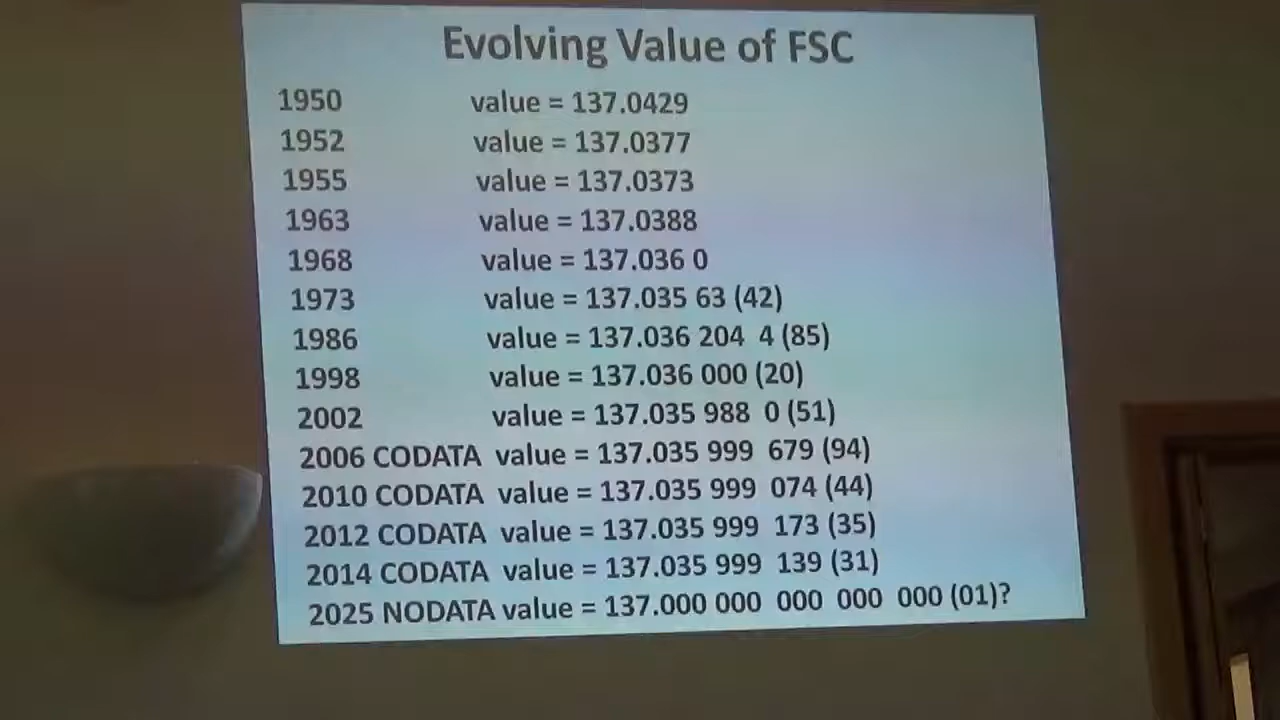 Evolving Value of FSC
1950 value = 137.0429
1952 value = 137.0377
1955 value = 137.0373
1963 value = 137.0388
1968 value = 137.036 0
1973 value = 137.035 63 (42)
1986 value = 137.036 204 4 (85)
1998 value = 137.036 000 (20)
2002 value = 137.035 988 0 (51)
2006 CODATA value = 137.035 999 679 (94)
2010 CODATA value = 137.035 999 074 (44)
2012 CODATA value = 137.035 999 173 (35)
2014 CODATA value = 137.035 999 139 (31)
2025 NODATA value = 137.000 000 000 000 000 (01)?